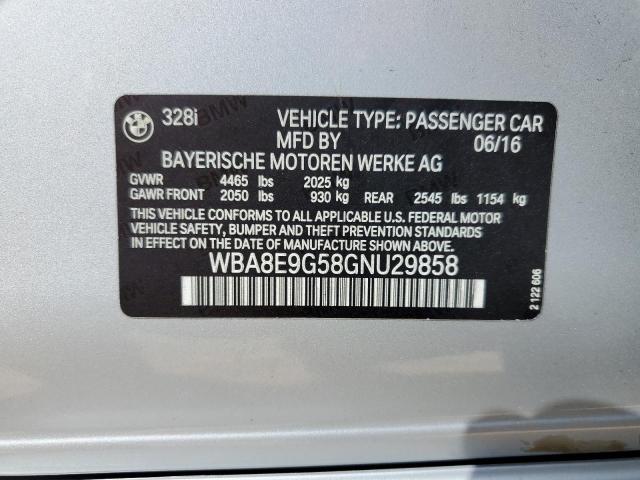 328i VEHICLE TYPE: PASSENGER CAR
MFD BY 06/16
BAYERISCHE MOTOREN WERKE AG
GVWR 4465 lbs 2025 kg
GAWR FRONT 2050 lbs 930 kg REAR 2545 lbs 1154 kg
THIS VEHICLE CONFORMS TO ALL APPLICABLE U.S. FEDERAL MOTOR
VEHICLE SAFETY, BUMPER AND THEFT PREVENTION STANDARDS
IN EFFECT ON THE DATE OF MANUFACTURE SHOWN ABOVE.
WBA8E9G58GNU29858
2 122 606